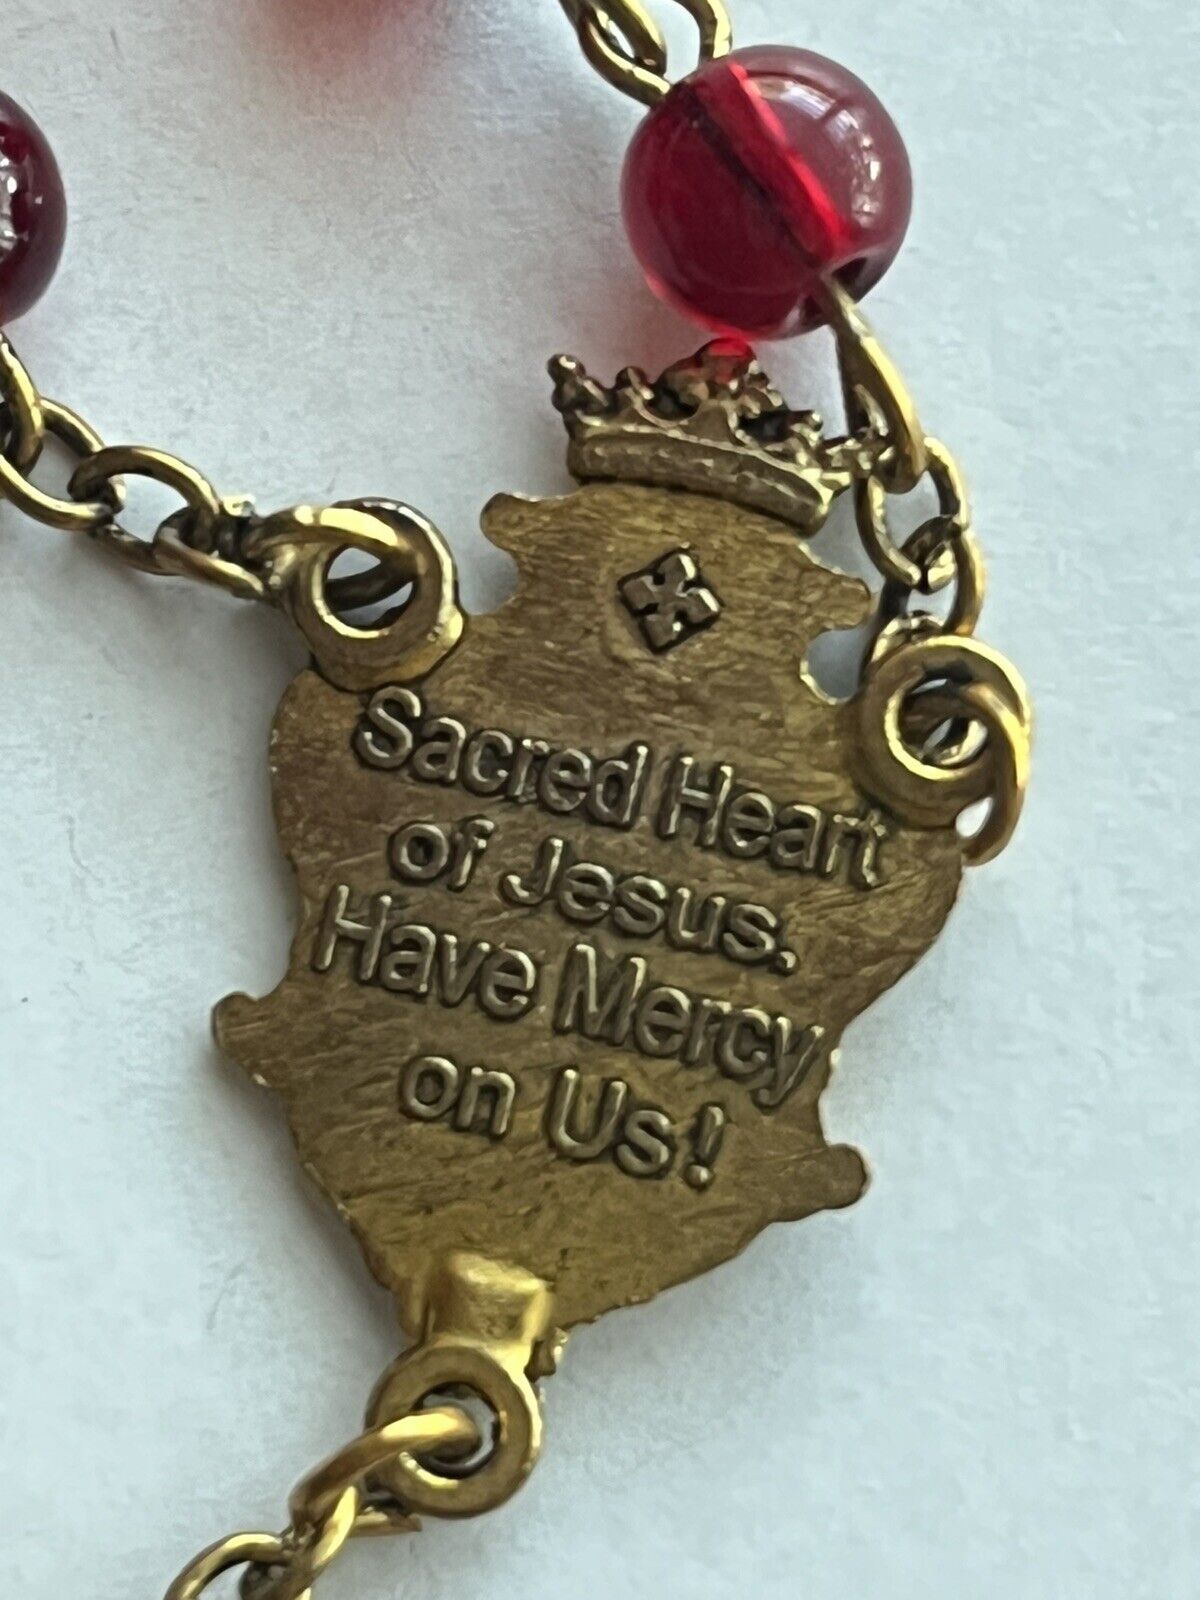 Sacred Heart
of Jesus.
Have Mercy
on Us!